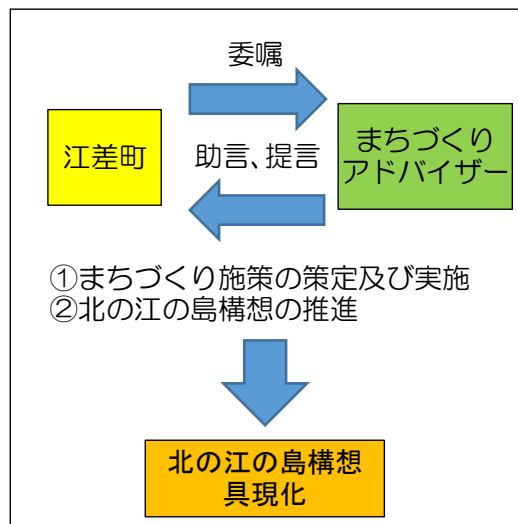 委嘱
江差町
まちづくり
アドバイザー
助言、提言
①まちづくり施策の策定及び実施
②北の江の島構想の推進
北の江の島構想
具現化